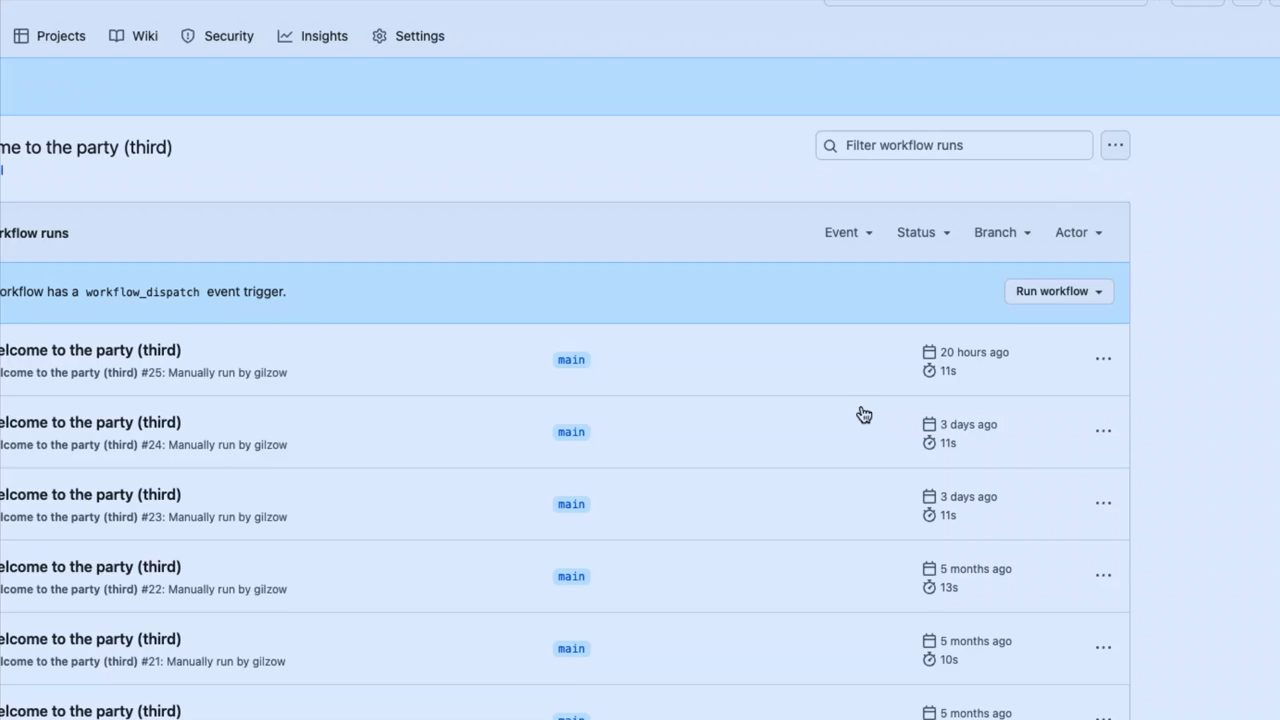 Projects Wiki Security Insights Settings
me to the party (third)
Filter workflow runs
rkflow runs
Event Status Branch Actor
orkflow has a workflow_dispatch event trigger.
Run workflow
elcome to the party (third)
lcome to the party (third) #25: Manually run by gilzow
main
20 hours ago
11s
elcome to the party (third)
lcome to the party (third) #24: Manually run by gilzow
main
3 days ago
11s
elcome to the party (third)
lcome to the party (third) #23: Manually run by gilzow
main
3 days ago
11s
elcome to the party (third)
lcome to the party (third) #22: Manually run by gilzow
main
5 months ago
13s
elcome to the party (third)
lcome to the party (third) #21: Manually run by gilzow
main
5 months ago
10s
elcome to the party (third)
main
5 months ago